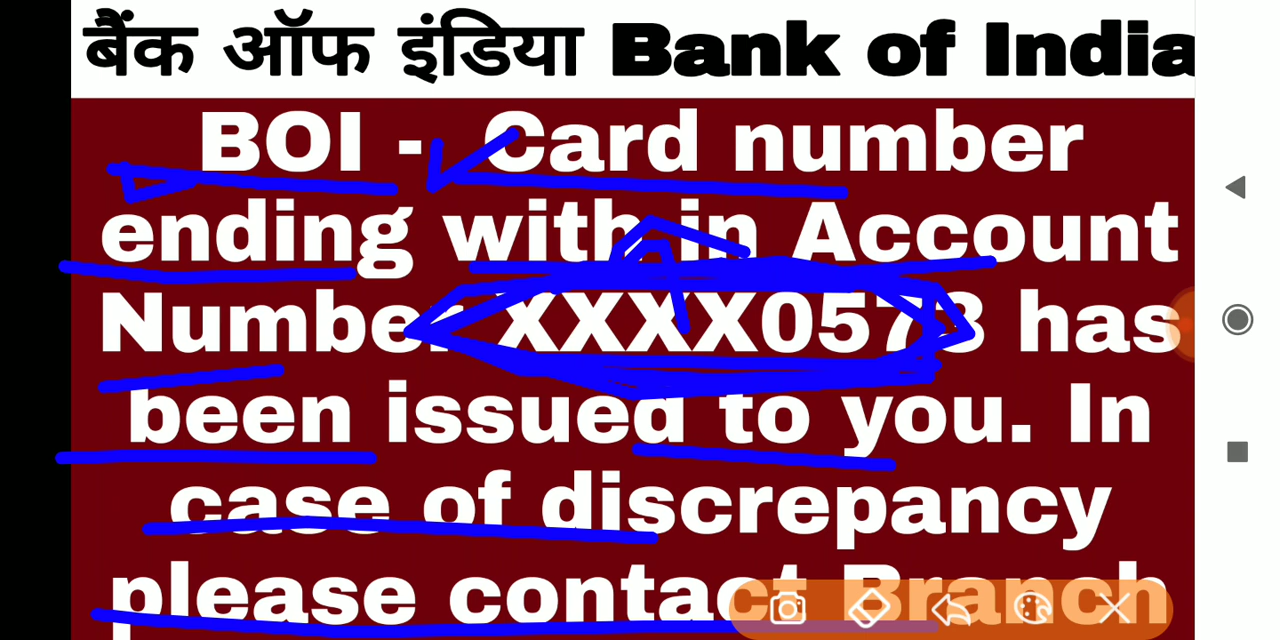 बैंक ऑफ इंडिया Bank of India
BOI - Card number
ending with in Account
Number XXXX0578 has
been issued to you. In
case of discrepancy
please contact Branch